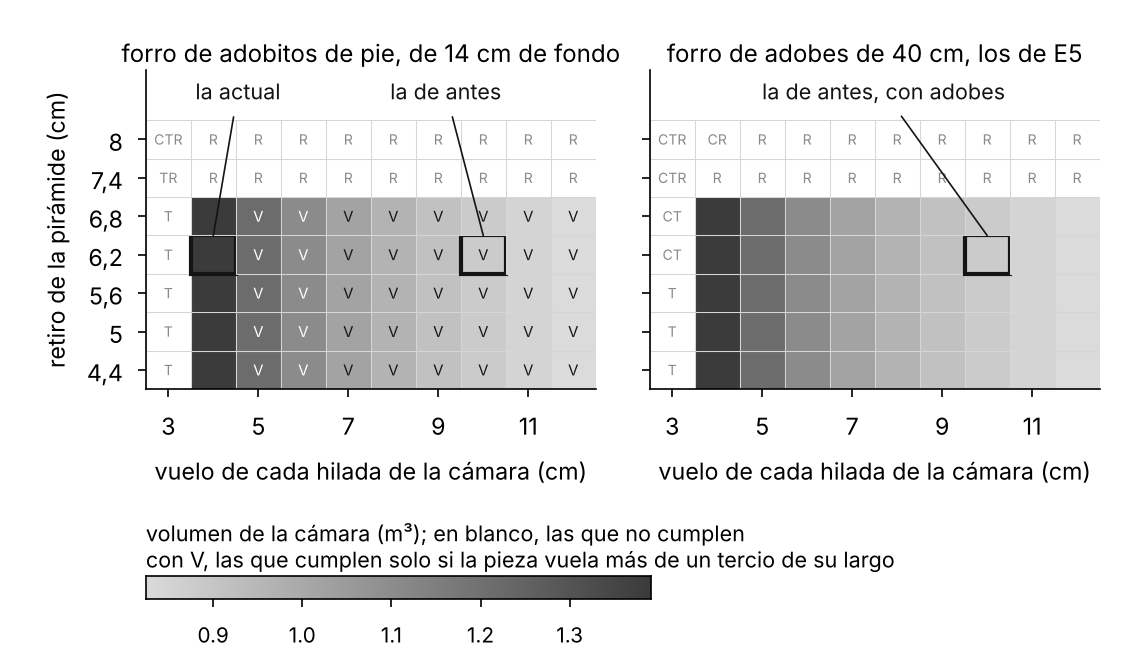 forro de adobitos de pie, de 14 cm de fondo
forro de adobes de 40 cm, los de E5
la actual
la de antes
la de antes, con adobes
retiro de la pirámide (cm)
8 CTR R R R R R R R R R
7,4 TR R R R R R R R R R
6,8 T V V V V V V V V
6,2 T V V V V V V V V
5,6 T V V V V V V V V
5 T V V V V V V V V
4,4 T V V V V V V V V
CTR CR R R R R R R R R
CTR R R R R R R R R R
CT
CT
T
T
T
3 5 7 9 11
3 5 7 9 11
vuelo de cada hilada de la cámara (cm)
vuelo de cada hilada de la cámara (cm)
volumen de la cámara (m³); en blanco, las que no cumplen
con V, las que cumplen solo si la pieza vuela más de un tercio de su largo
0.9 1.0 1.1 1.2 1.3